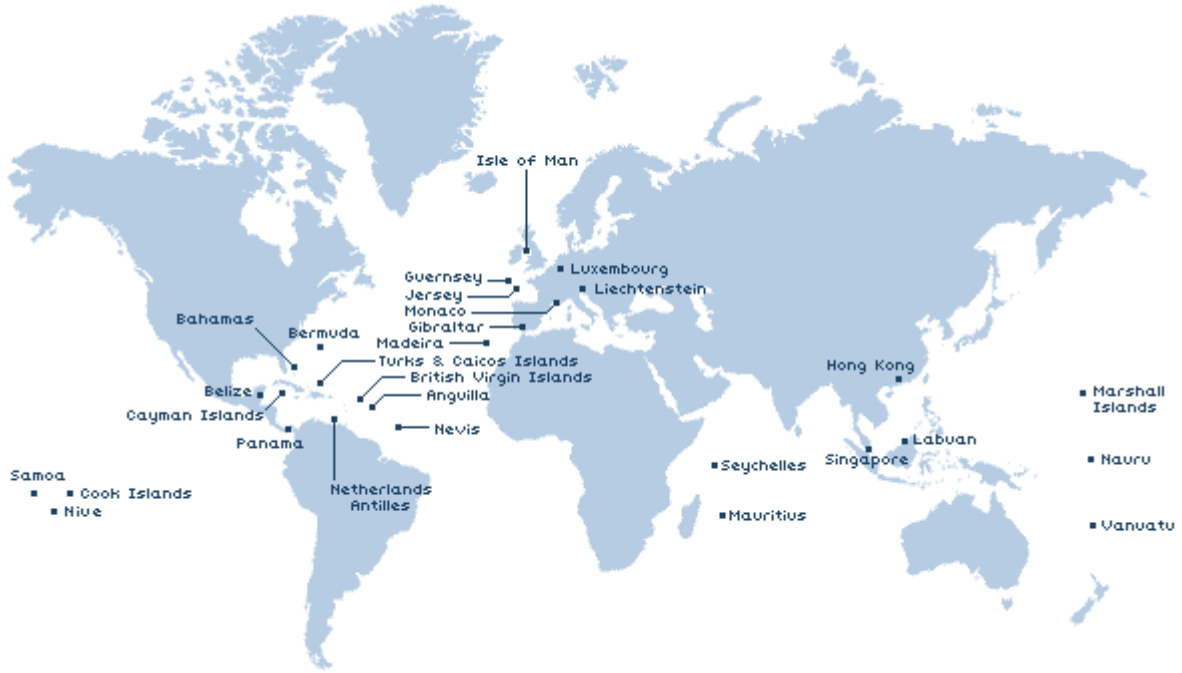 Isle of Man
Guernsey
Luxembourg
Jersey
Liechtenstein
Monaco
Bahamas
Gibraltar
Bermuda
Madeira
Turks & Caicos Islands
Hong Kong
British Virgin Islands
Belize
Anguilla
Marshall
Islands
Cayman Islands
Nevis
Panama
Labuan
Singapore
Nauru
Seychelles
Samoa
Cook Islands
Netherlands
Antilles
Niue
Mauritius
Vanuatu